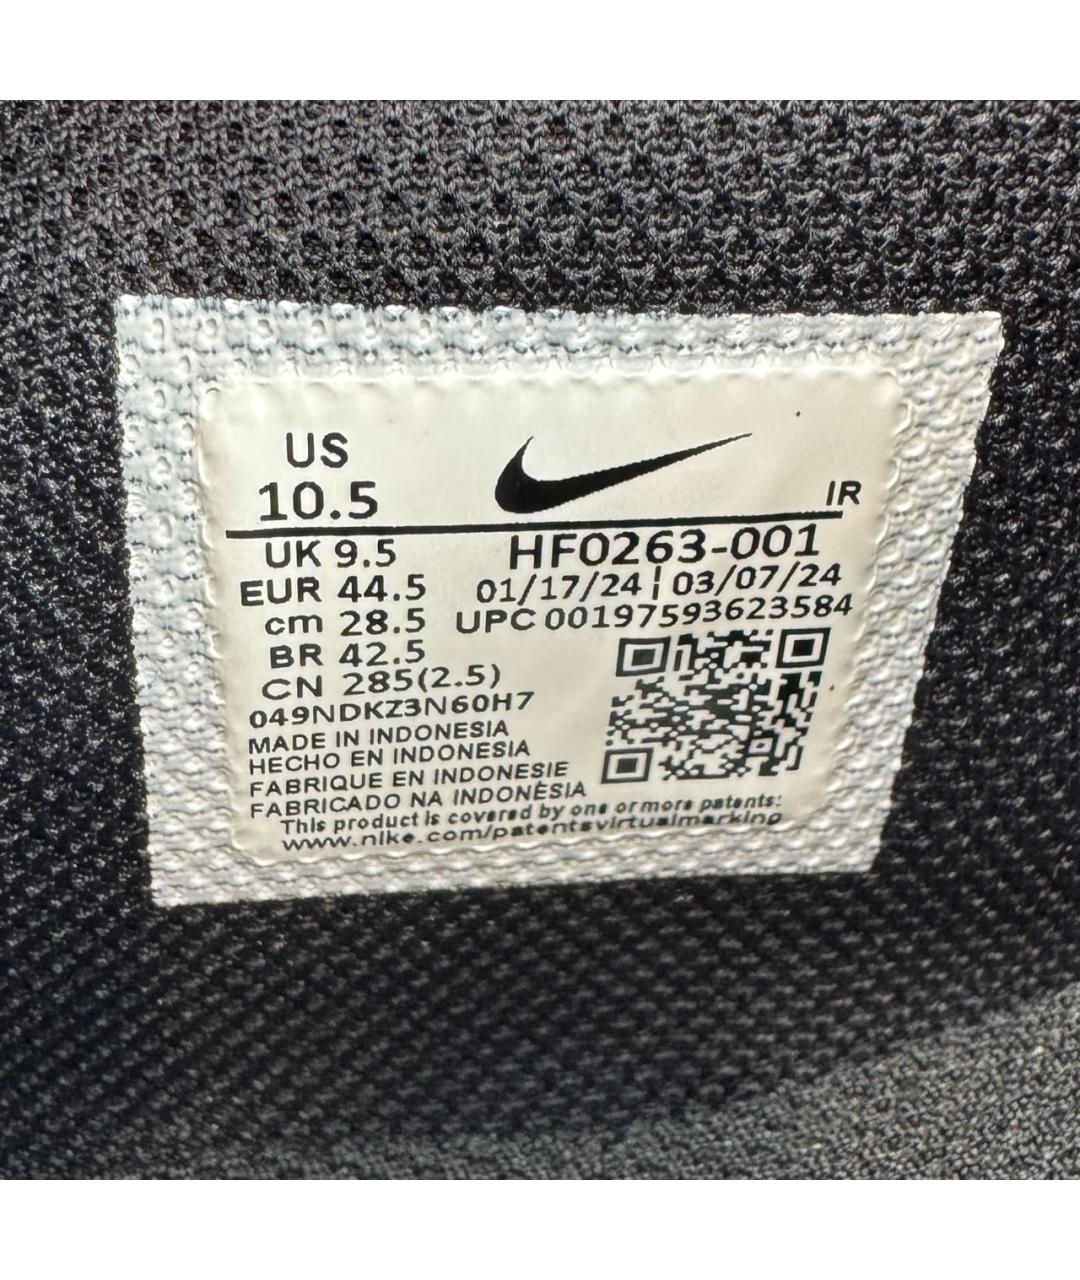 US
10.5
IR
UK 9.5
HF0263-001
EUR 44.5
01/17/24 | 03/07/24
cm 28.5
UPC 00197593623584
BR 42.5
CN 285(2.5)
049NDKZ3N60H7
MADE IN INDONESIA
HECHO EN INDONESIA
FABRIQUE EN INDONESIE
FABRICADO NA INDONÉSIA
This product is covered by one or more patents:
www.nike.com/patentsvirtualmarking